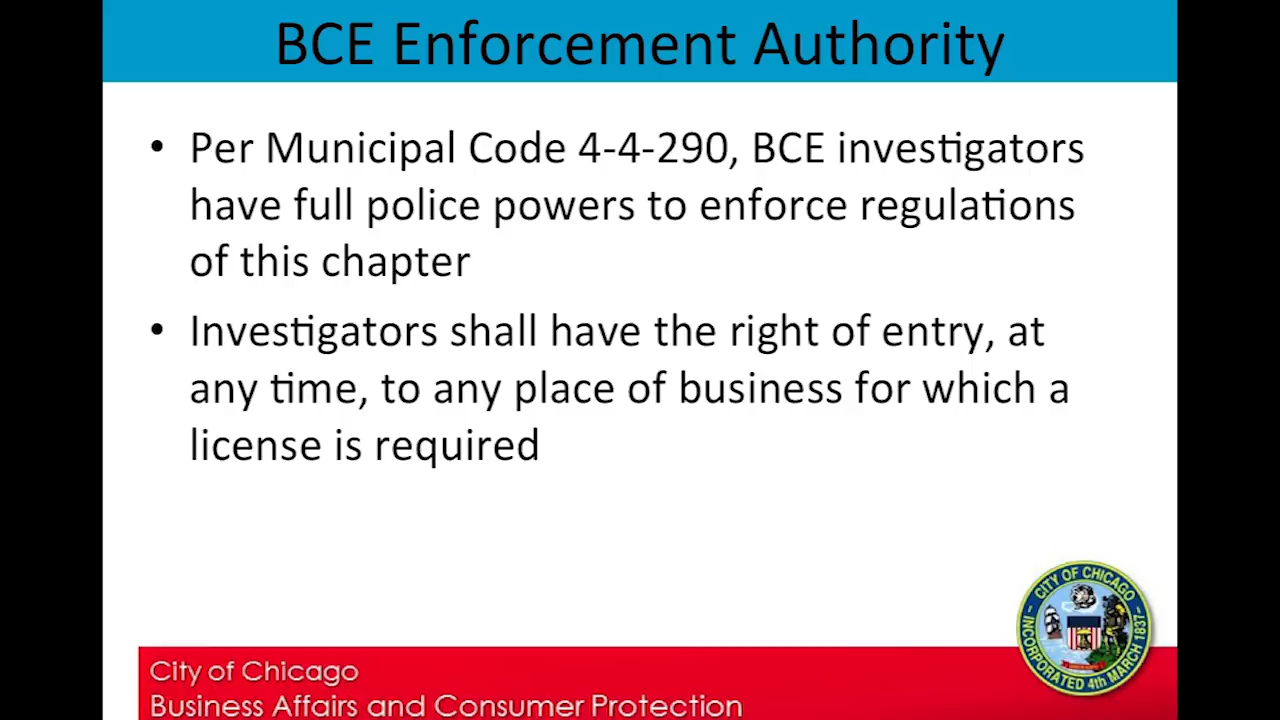 BCE Enforcement Authority
• Per Municipal Code 4-4-290, BCE investigators
have full police powers to enforce regulations
of this chapter
• Investigators shall have the right of entry, at
any time, to any place of business for which a
license is required
CITY OF CHICAGO
INCORPORATED 4th MARCH 1837
City of Chicago
Business Affairs and Consumer Protection